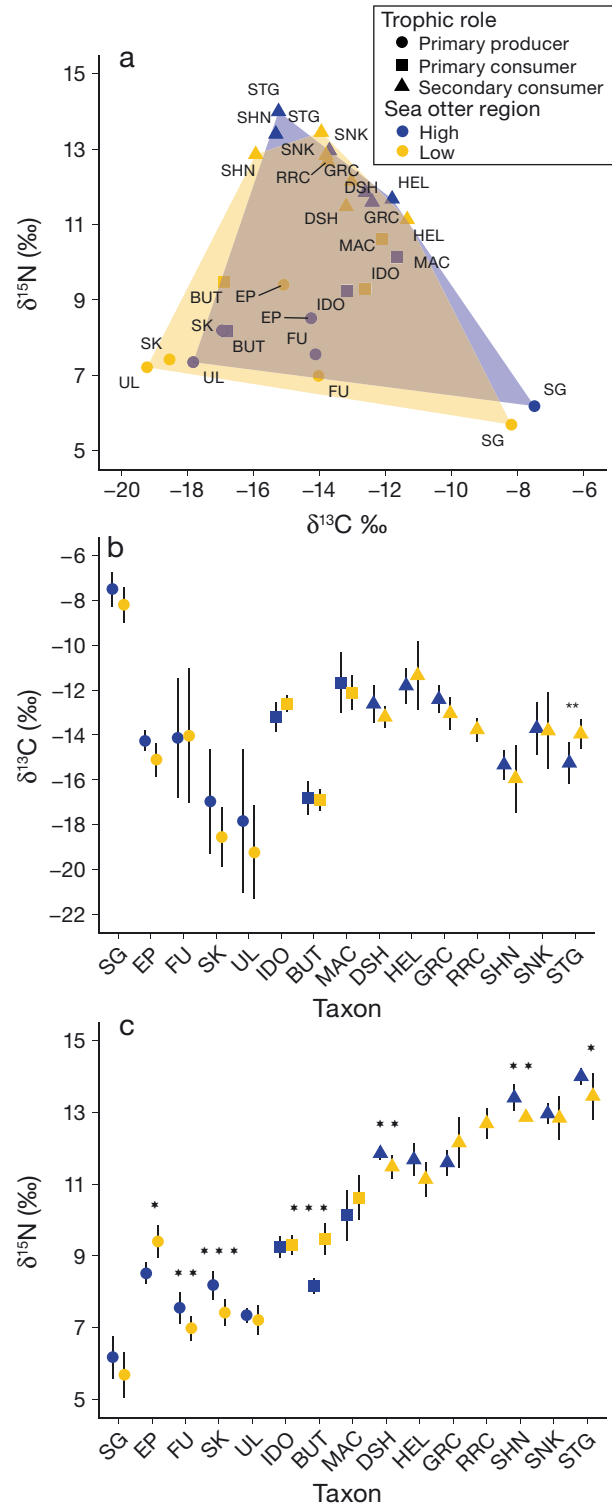 Trophic role
Primary producer
Primary consumer
Secondary consumer
Sea otter region
High
Low
a
15
13
11
9
7
5
δ15N (‰)
STG
SHN
STG
SNK
SHN
SNK
RRC
GRC
DSH
HEL
DSH
GRC
HEL
MAC
MAC
IDO
BUT
EP
IDO
EP
SK
BUT
FU
SK
UL
UL
FU
SG
SG
−20 −18 −16 −14 −12 −10 −8 −6
δ13C ‰
b
−6
−8
−10
−12
−14
−16
−18
−20
−22
δ13C (‰)
**
SG EP FU SK UL IDO BUT MAC DSH HEL GRC RRC SHN SNK STG
Taxon
c
15
13
11
9
7
5
δ15N (‰)
* ** *** *** ** ** *
SG EP FU SK UL IDO BUT MAC DSH HEL GRC RRC SHN SNK STG
Taxon